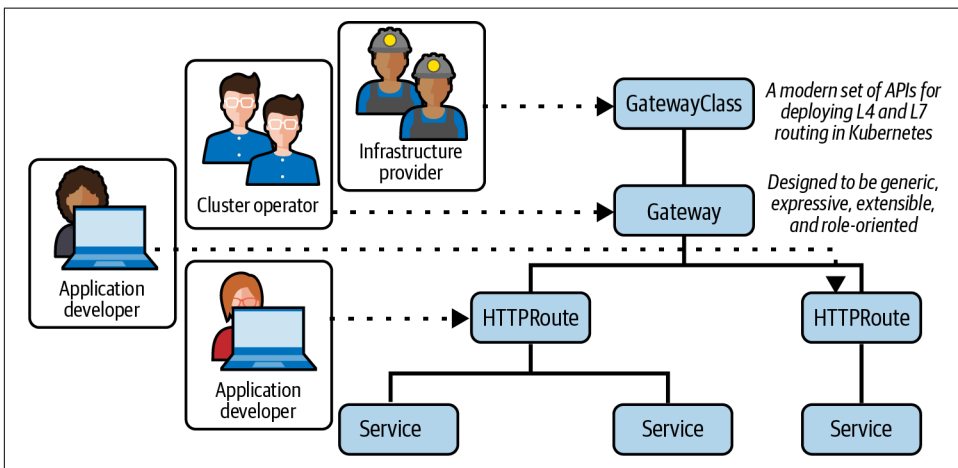 GatewayClass
A modern set of APIs for
deploying L4 and L7
routing in Kubernetes
Infrastructure
provider
Cluster operator
Gateway
Designed to be generic,
expressive, extensible,
and role-oriented
Application
developer
HTTPRoute
HTTPRoute
Application
developer
Service
Service
Service